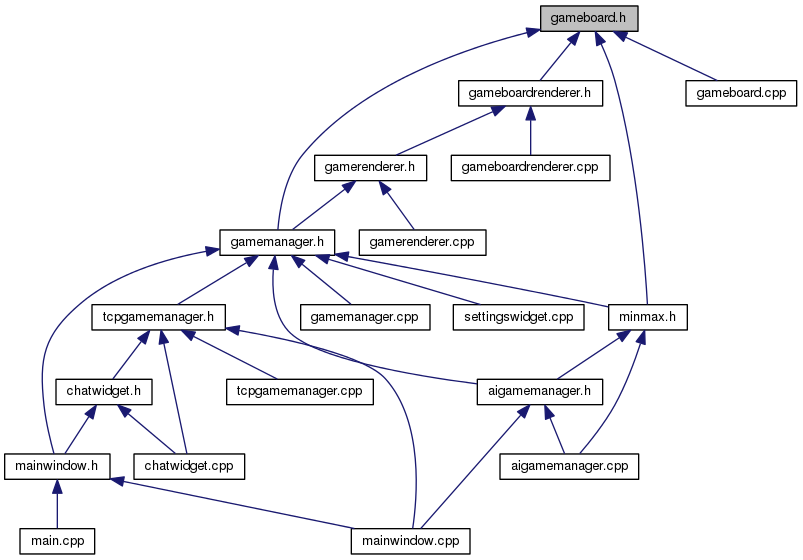 gameboard.h
gameboardrenderer.h
gameboard.cpp
gamerenderer.h
gameboardrenderer.cpp
gamemanager.h
gamerenderer.cpp
tcpgamemanager.h
gamemanager.cpp
settingswidget.cpp
minmax.h
chatwidget.h
tcpgamemanager.cpp
aigamemanager.h
mainwindow.h
chatwidget.cpp
aigamemanager.cpp
main.cpp
mainwindow.cpp